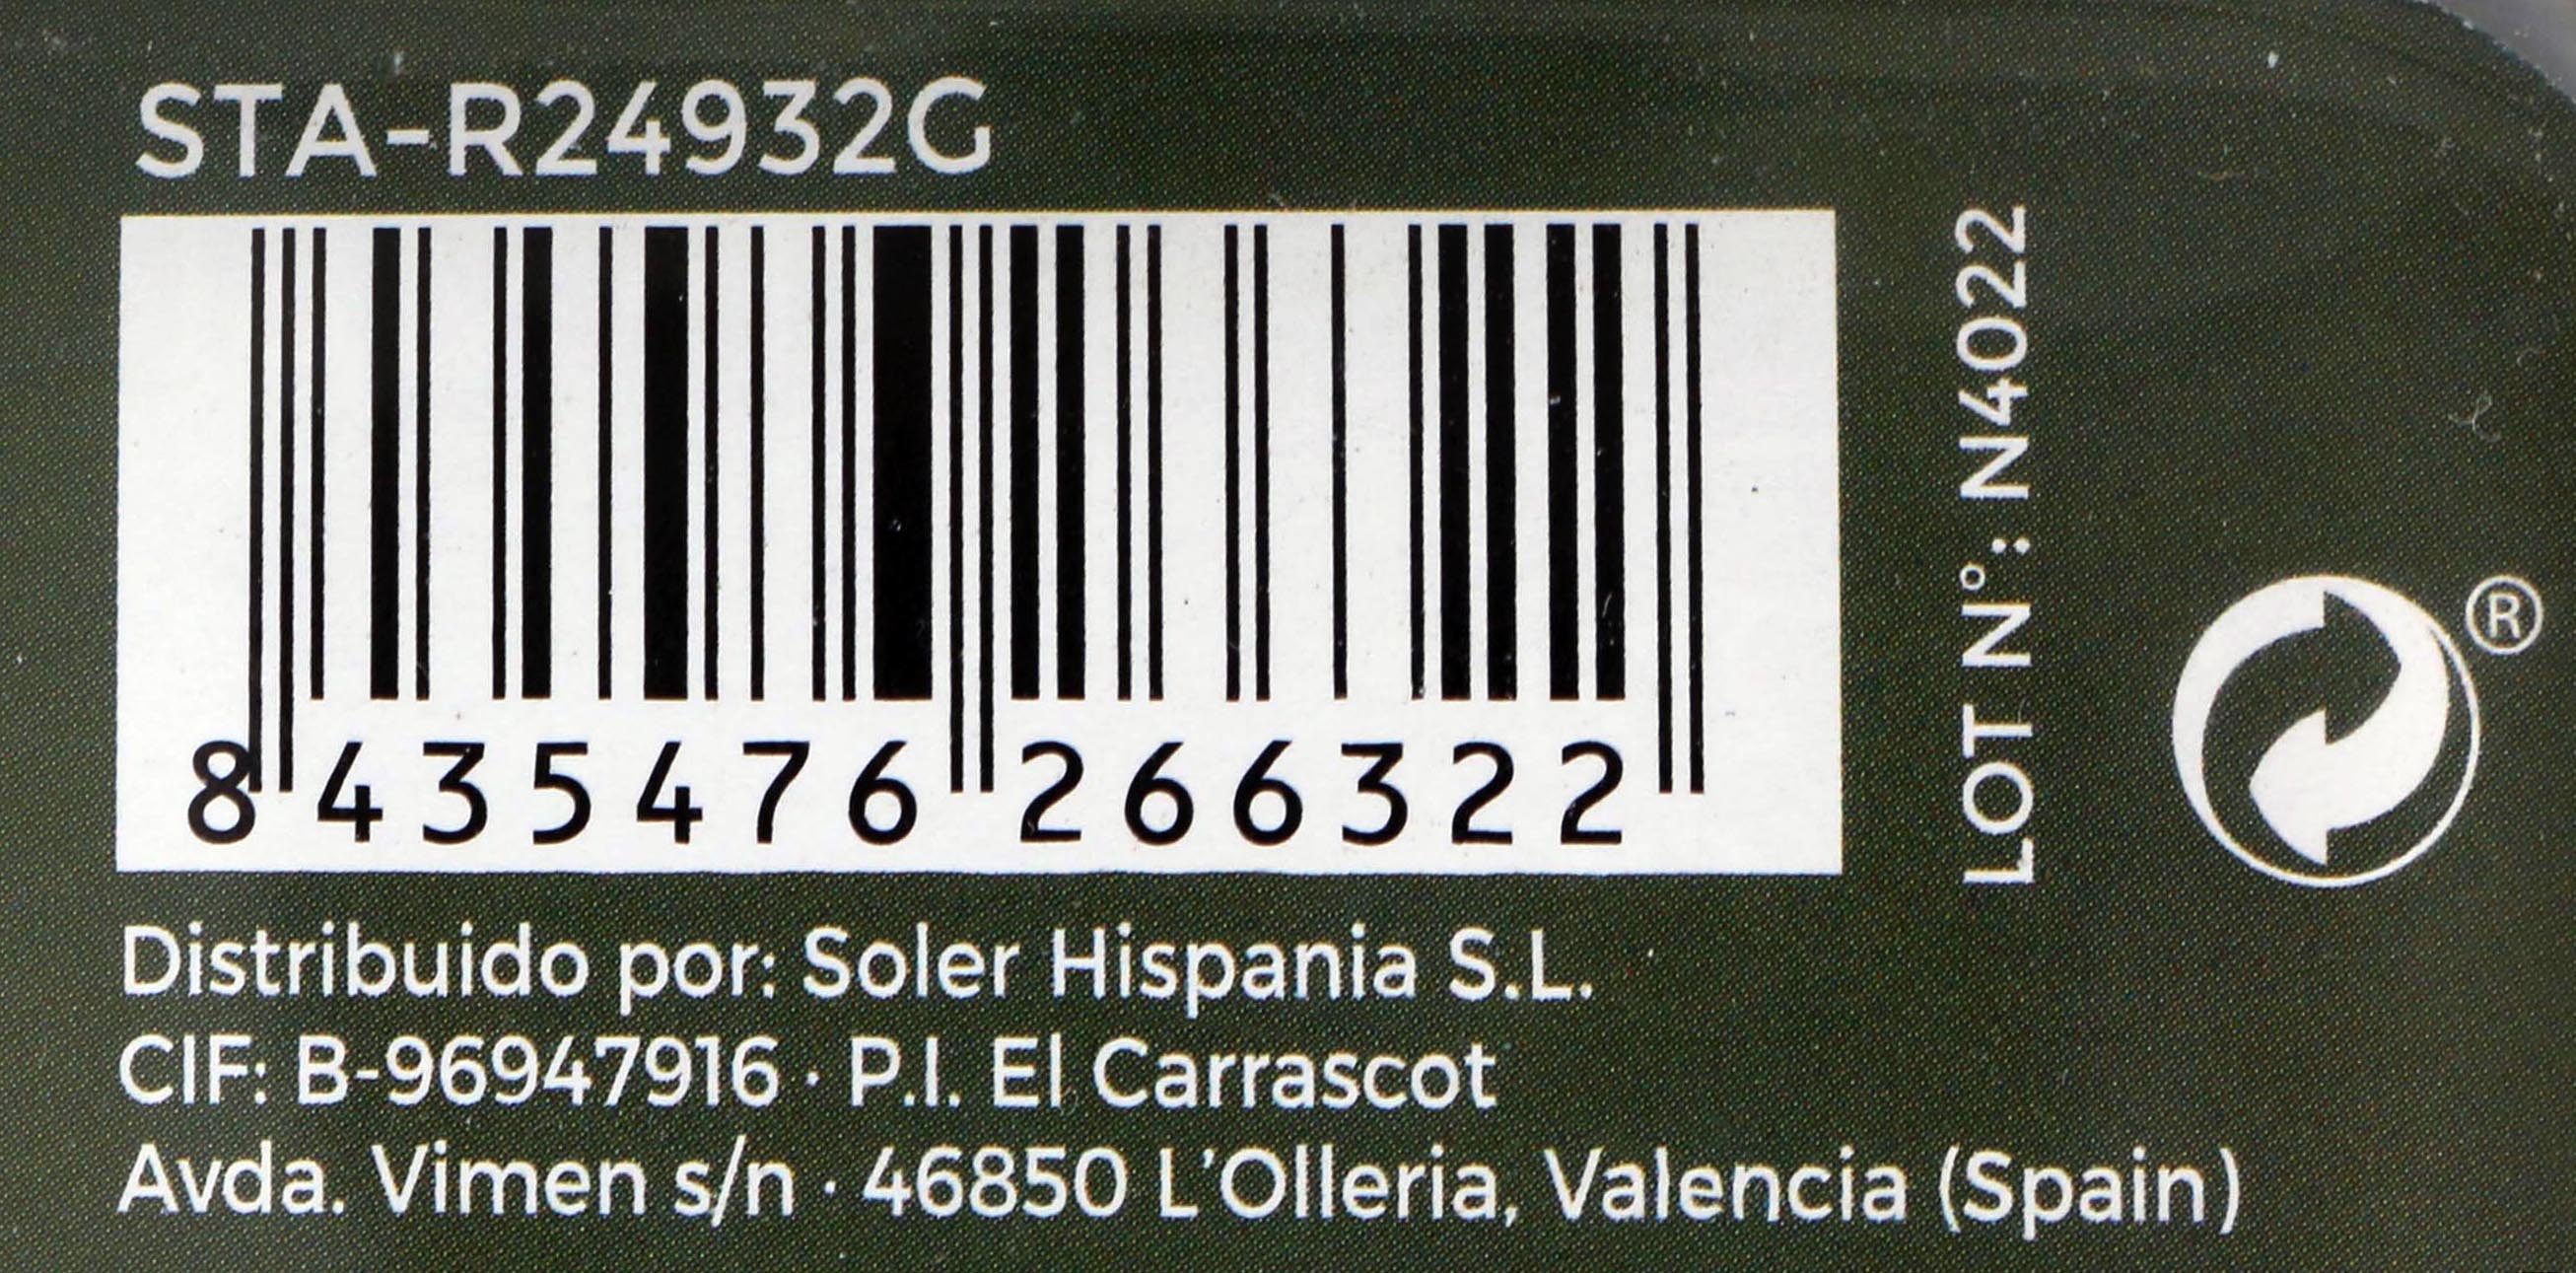 STA-R24932G
8 435476 266322
LOT N°: N4022
®
Distribuido por: Soler Hispania S.L.
CIF: B-96947916 · P.I. El Carrascot
Avda. Vimen s/n · 46850 L'Olleria, Valencia (Spain)